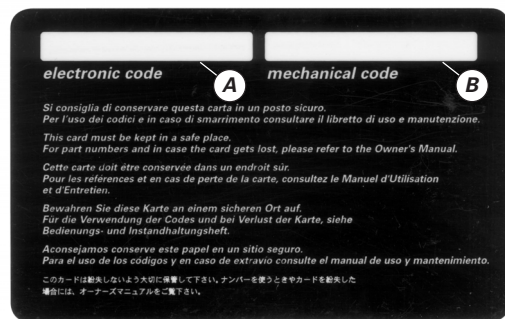 electronic code A mechanical code B
Si consiglia di conservare questa carta in un posto sicuro.
Per l'uso dei codici e in caso di smarrimento consultare il libretto di uso e manutenzione.
This card must be kept in a safe place.
For part numbers and in case the card gets lost, please refer to the Owner's Manual.
Cette carte doit étre conservée dans un endroit sûr.
Pour les références et en cas de perte de la carte, consultez le Manuel d'Utilisation
et d'Entretien.
Bewahren Sie diese Karte an einem sicheren Ort auf.
Für die Verwendung der Codes und bei Verlust der Karte, siehe
Bedienungs- und Instandhaltungsheft.
Aconsejamos conserve este papel en un sitio seguro.
Para el uso de los códigos y en caso de extravío consulte el manual de uso y mantenimiento.
このカードは紛失しないよう大切に保管して下さい。ナンバーを使うときやカードを紛失した
場合には、オーナーズマニュアルをご覧下さい。